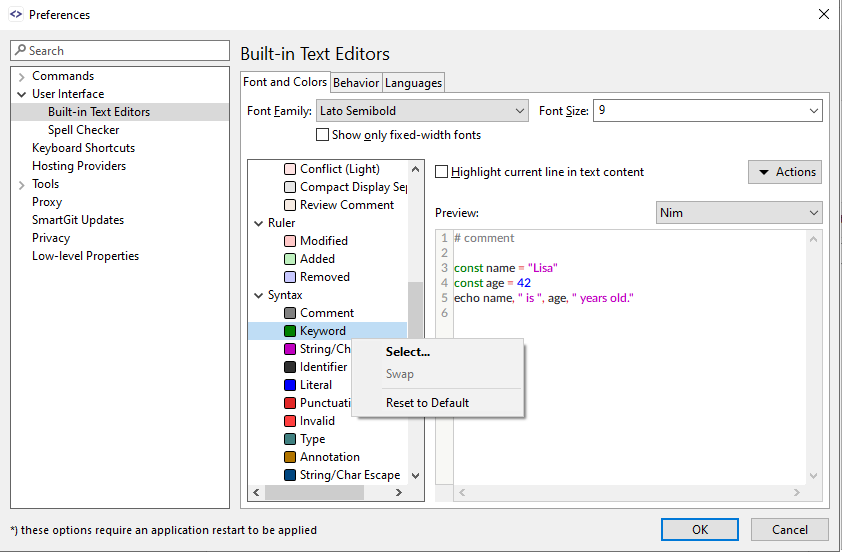 Preferences
Search
Commands
User Interface
Built-in Text Editors
Spell Checker
Keyboard Shortcuts
Hosting Providers
Tools
Proxy
SmartGit Updates
Privacy
Low-level Properties
Built-in Text Editors
Font and Colors Behavior Languages
Font Family: Lato Semibold Font Size: 9
Show only fixed-width fonts
Conflict (Light)
Compact Display Sep
Review Comment
Ruler
Modified
Added
Removed
Syntax
Comment
Keyword
String/Ch
Identifier
Literal
Punctuati
Invalid
Type
Annotation
String/Char Escape
Select...
Swap
Reset to Default
Highlight current line in text content
Actions
Preview: Nim
1 # comment
2
3 const name = "Lisa"
4 const age = 42
5 echo name, " is ", age, " years old."
6
*) these options require an application restart to be applied
OK Cancel